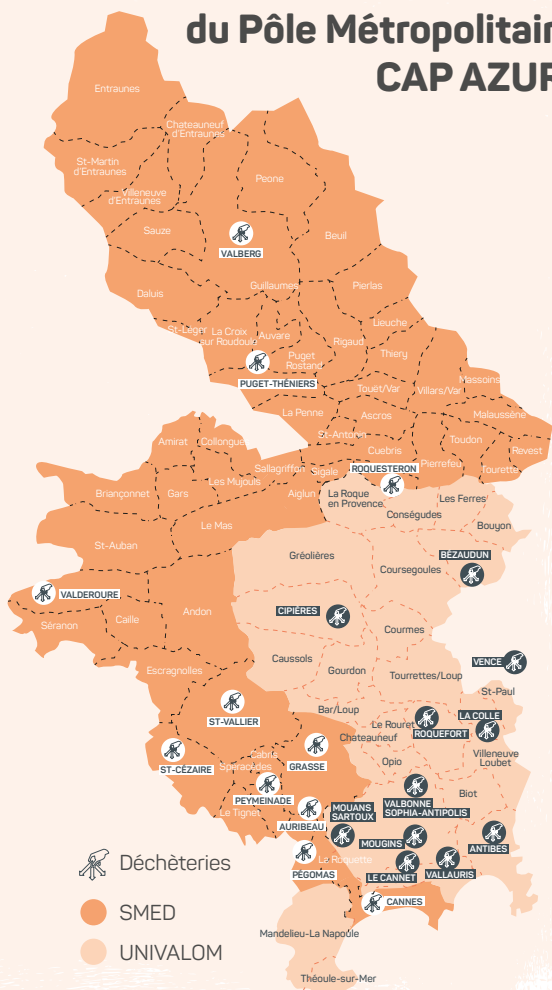 du Pôle Métropolitain
CAP AZUR
Entraunes
Chateauneuf
d'Entraunes
St-Martin
d'Entraunes
Villeneuve
d'Entraunes
Peone
Sauze
Beuil
VALBERG
Guillaumes
Pierlas
Daluis
St-Léger
La Croix
sur Roudoule
Auvare
Lieuche
Rigaud
Thiery
Puget
Rostand
PUGET-THÉNIERS
Touët/Var
Villars/Var
Massoins
La Penne
Ascros
Malaussène
St-Antonin
Toudon
Amirat
Collongue
Cuebris
Revest
Sallagriffon
Sigale
ROQUESTERON
Pierrefeu
Tourette
Les Mujouls
Briançonnet
Gars
Aiglun
La Roque
en Provence
Les Ferres
Conségudes
Bouyon
Le Mas
St-Auban
Gréolières
BÉZAUDUN
Coursegoules
VALDEROURE
Andon
CIPIÈRES
Caille
Séranon
Courmes
Escragnolles
Caussols
Gourdon
VENCE
Tourrettes/Loup
St-Paul
ST-VALLIER
Bar/Loup
Le Rouret
LA COLLE
ROQUEFORT
Chateauneuf
ST-CÉZAIRE
Cabris
Spéracèdes
GRASSE
Opio
Villeneuve
Loubet
PEYMEINADE
Biot
Le Tignet
MOUANS
SARTOUX
VALBONNE
SOPHIA-ANTIPOLIS
AURIBEAU
MOUGINS
ANTIBES
La Roquette
PÉGOMAS
LE CANNET
VALLAURIS
CANNES
Mandelieu-La Napoule
Théoule-sur-Mer
Déchèteries
SMED
UNIVALOM